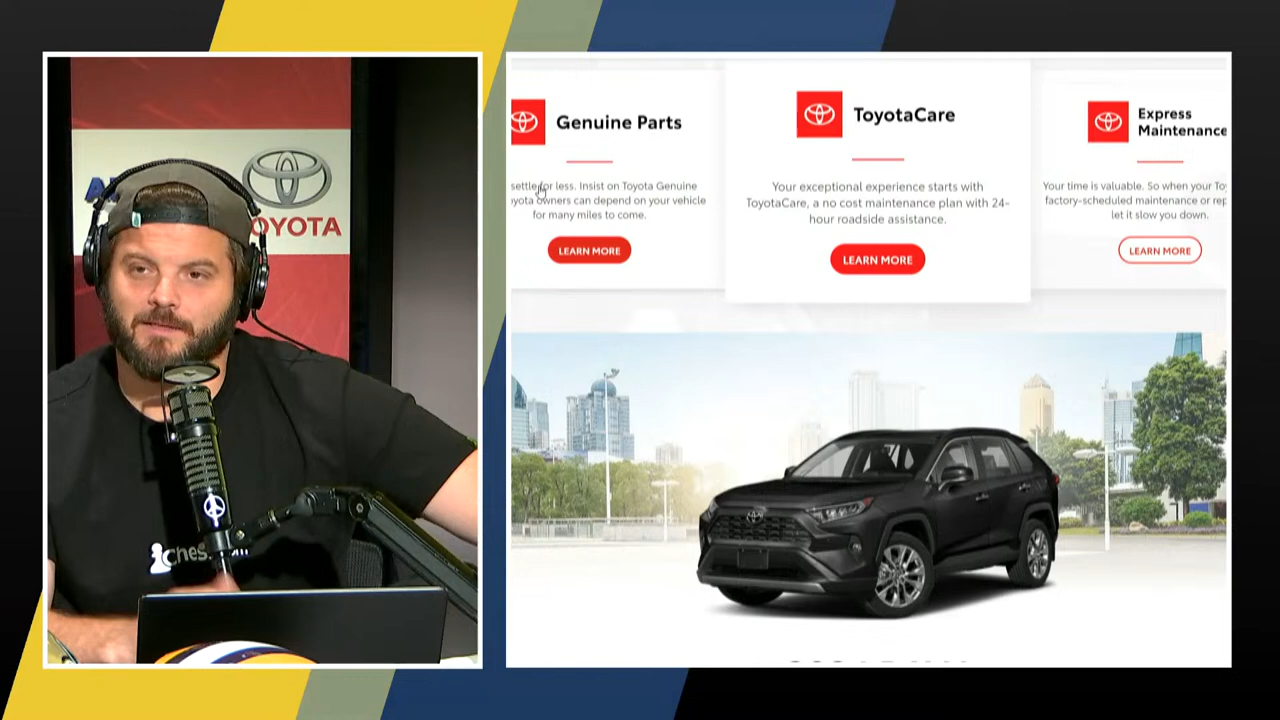 OYOTA
Ches
Genuine Parts
settle for less. Insist on Toyota Genuine
yota owners can depend on your vehicle
for many miles to come.
LEARN MORE
ToyotaCare
Your exceptional experience starts with
ToyotaCare, a no cost maintenance plan with 24-
hour roadside assistance.
LEARN MORE
Express
Maintenance
Your time is valuable. So when your Toy
factory-scheduled maintenance or rep
let it slow you down.
LEARN MORE